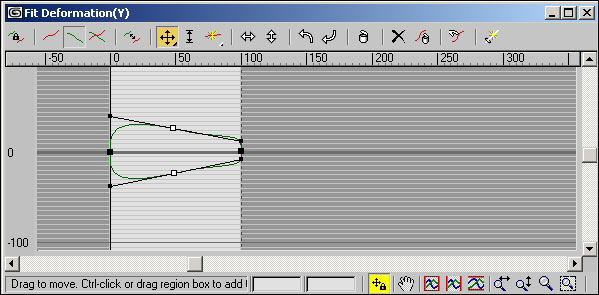 Fit Deformation(Y)
-50 0 50 100 150 200 250 300
0
-100
Drag to move. Ctrl-click or drag region box to add